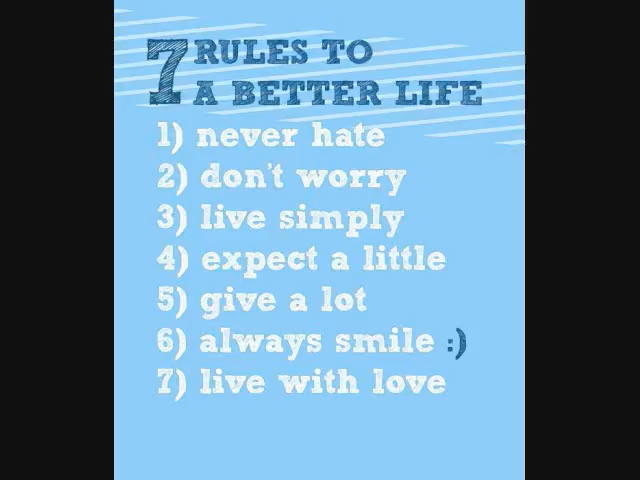 7 RULES TO
A BETTER LIFE
1) never hate
2) don't worry
3) live simply
4) expect a little
5) give a lot
6) always smile :)
7) live with love